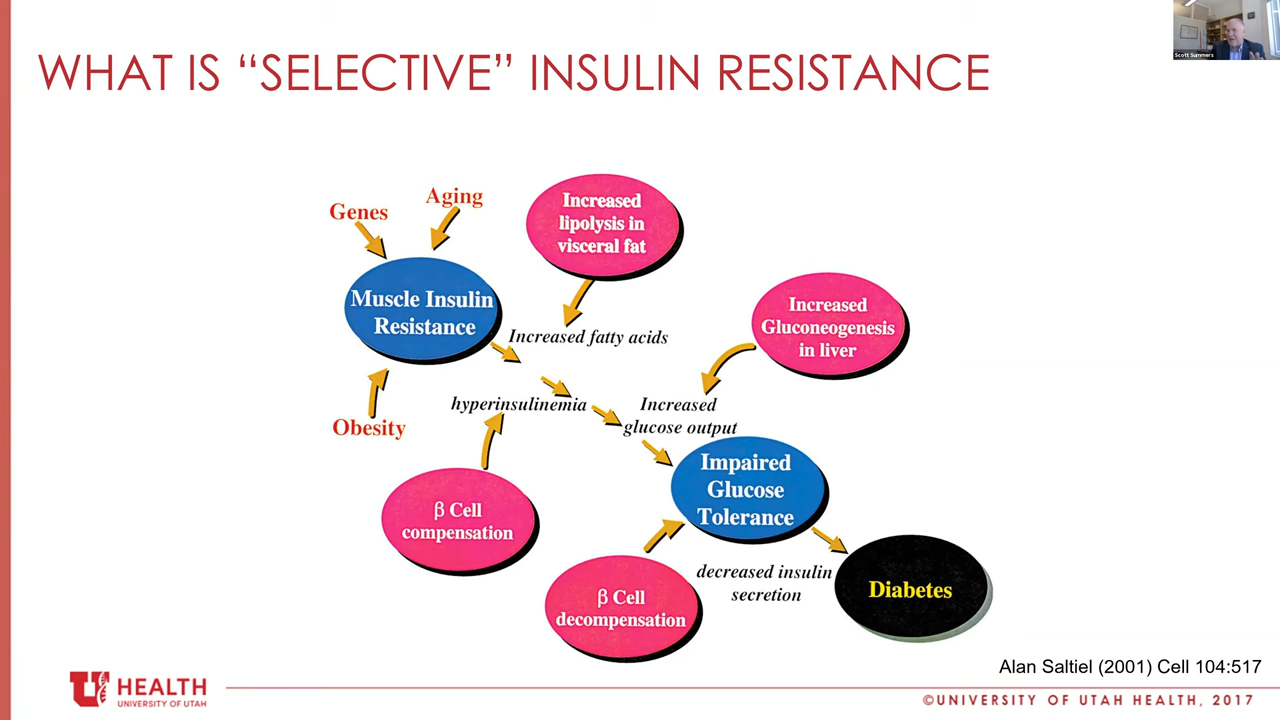 Scott Summers
WHAT IS “SELECTIVE” INSULIN RESISTANCE
Genes
Aging
Increased
lipolysis in
visceral fat
Muscle Insulin
Resistance
Increased fatty acids
Increased
Gluconeogenesis
in liver
Obesity
hyperinsulinemia
Increased
glucose output
β Cell
compensation
Impaired
Glucose
Tolerance
β Cell
decompensation
decreased insulin
secretion
Diabetes
Alan Saltiel (2001) Cell 104:517
U HEALTH
UNIVERSITY OF UTAH
©UNIVERSITY OF UTAH HEALTH, 2017